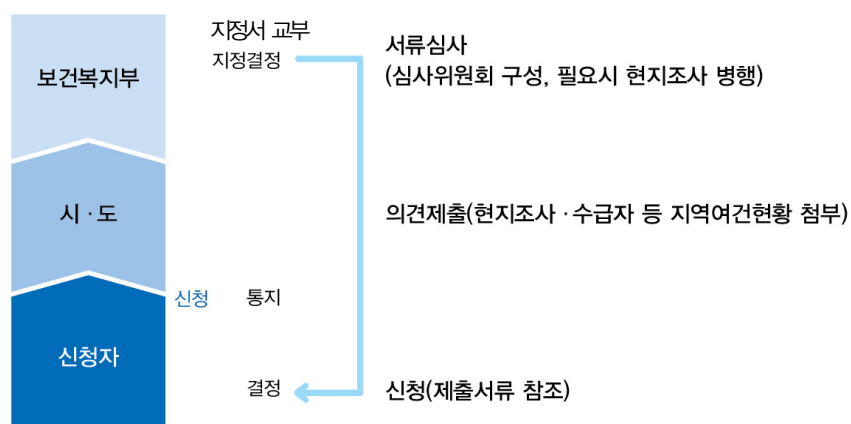 지정서 교부
지정결정
서류심사
(심사위원회 구성, 필요시 현지조사 병행)
보건복지부
시·도
의견제출(현지조사·수급자 등 지역여건현황 첨부)
신청
통지
신청자
결정
신청(제출서류 참조)